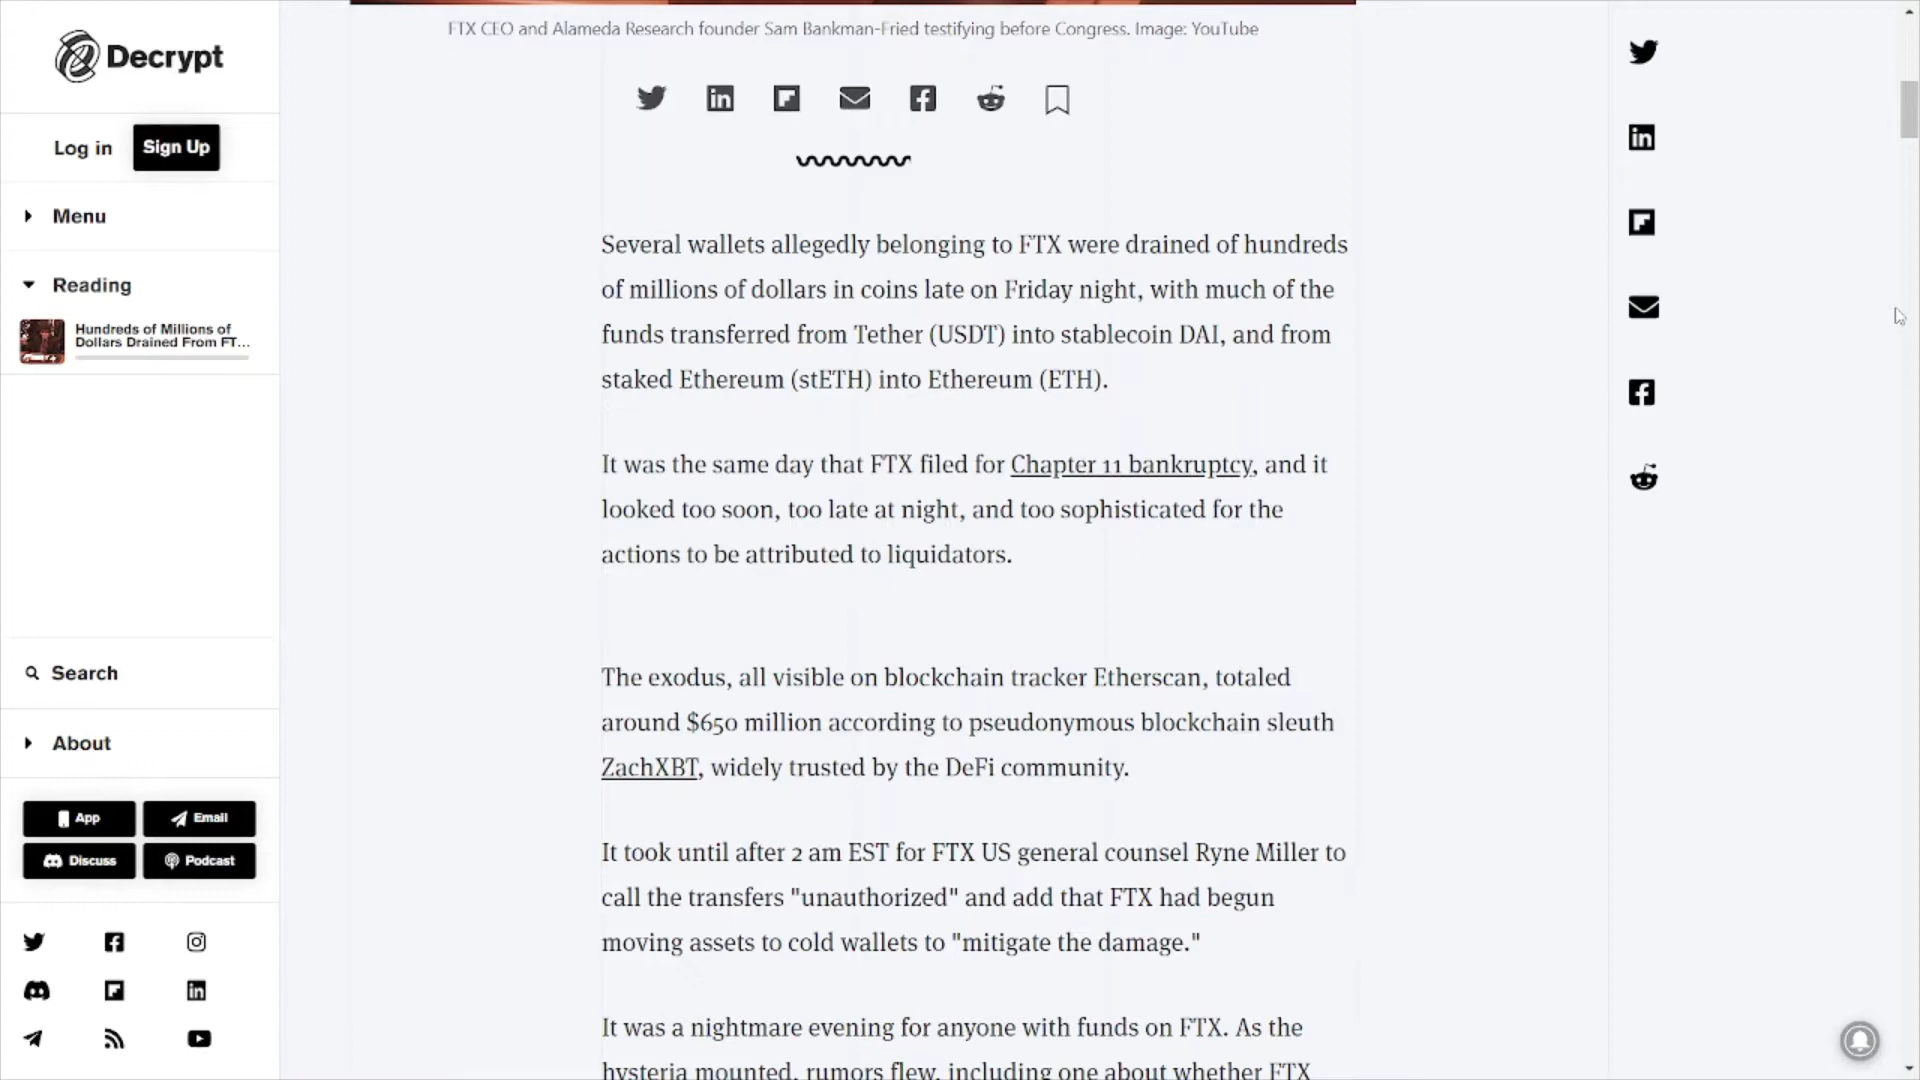 Decrypt
Log in
Sign Up
Menu
Reading
Hundreds of Millions of
Dollars Drained From FT...
Search
About
App
Email
Discuss
Podcast
FTX CEO and Alameda Research founder Sam Bankman-Fried testifying before Congress. Image: YouTube
Several wallets allegedly belonging to FTX were drained of hundreds
of millions of dollars in coins late on Friday night, with much of the
funds transferred from Tether (USDT) into stablecoin DAI, and from
staked Ethereum (stETH) into Ethereum (ETH).
It was the same day that FTX filed for Chapter 11 bankruptcy, and it
looked too soon, too late at night, and too sophisticated for the
actions to be attributed to liquidators.
The exodus, all visible on blockchain tracker Etherscan, totaled
around $650 million according to pseudonymous blockchain sleuth
ZachXBT, widely trusted by the DeFi community.
It took until after 2 am EST for FTX US general counsel Ryne Miller to
call the transfers "unauthorized" and add that FTX had begun
moving assets to cold wallets to "mitigate the damage."
It was a nightmare evening for anyone with funds on FTX. As the
hysteria mounted, rumors flew, including one about whether FTX